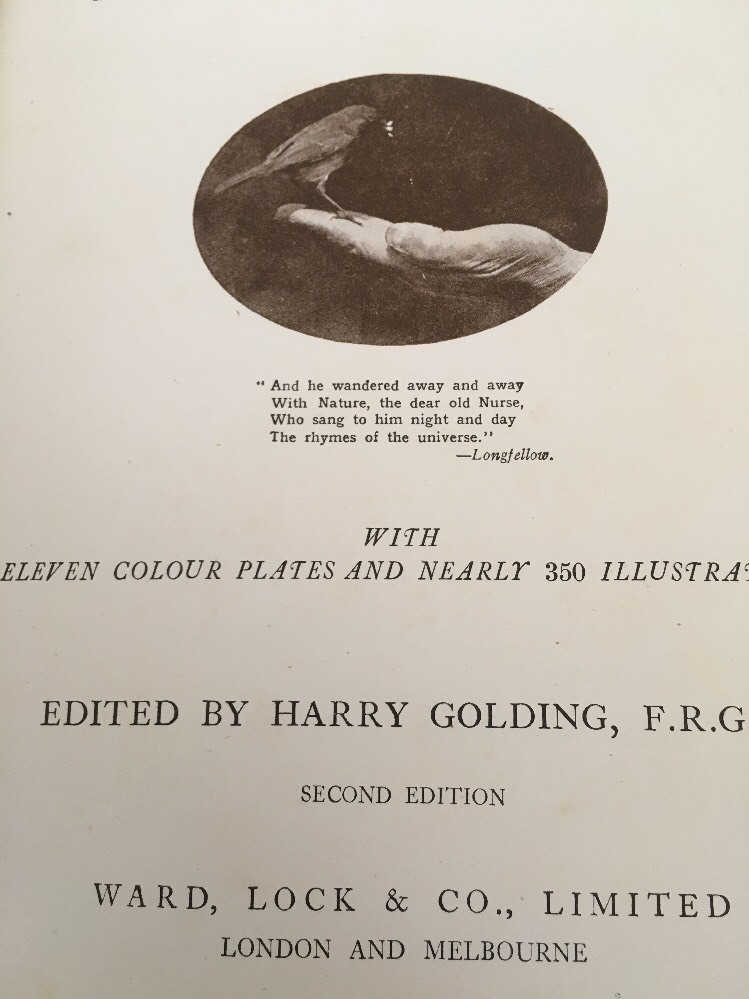 " And he wandered away and away
With Nature, the dear old Nurse,
Who sang to him night and day
The rhymes of the universe."
—Longfellow.
WITH
ELEVEN COLOUR PLATES AND NEARLY 350 ILLUSTRAT
EDITED BY HARRY GOLDING, F.R.G
SECOND EDITION
WARD, LOCK & CO., LIMITED
LONDON AND MELBOURNE